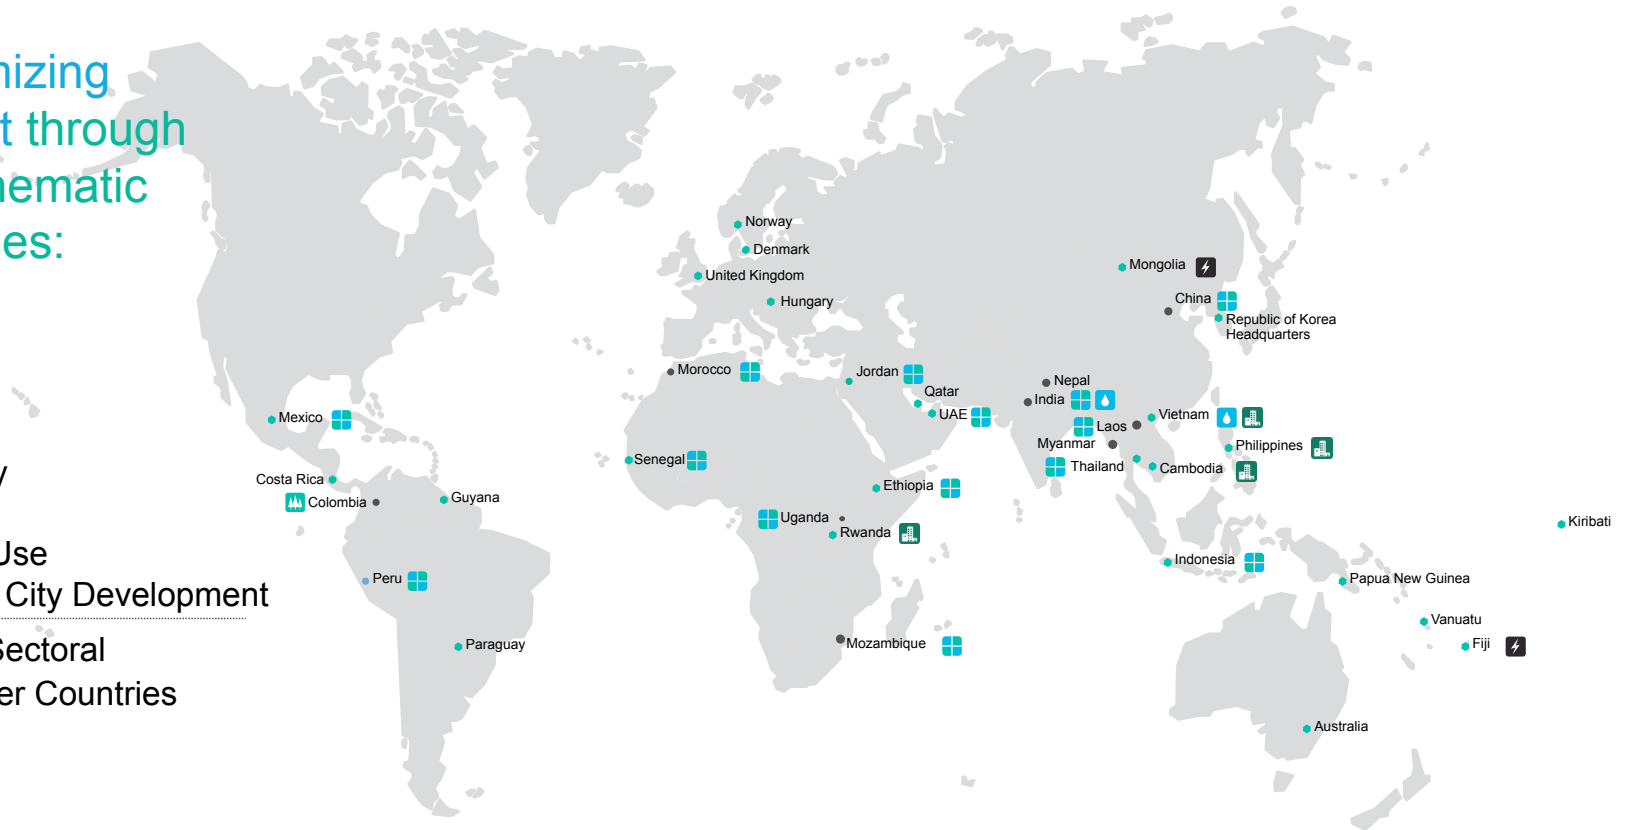 nizing
t through
hematic
es:
y
Use
City Development
Sectoral
er Countries
Norway
Denmark
United Kingdom
Hungary
Mongolia
China
Republic of Korea
Headquarters
Morocco
Jordan
Qatar
UAE
Nepal
India
Mexico
Vietnam
Laos
Myanmar
Philippines
Senegal
Thailand
Cambodia
Costa Rica
Colombia
Guyana
Ethiopia
Uganda
Rwanda
Kiribati
Indonesia
Peru
Papua New Guinea
Vanuatu
Paraguay
Mozambique
Fiji
Australia